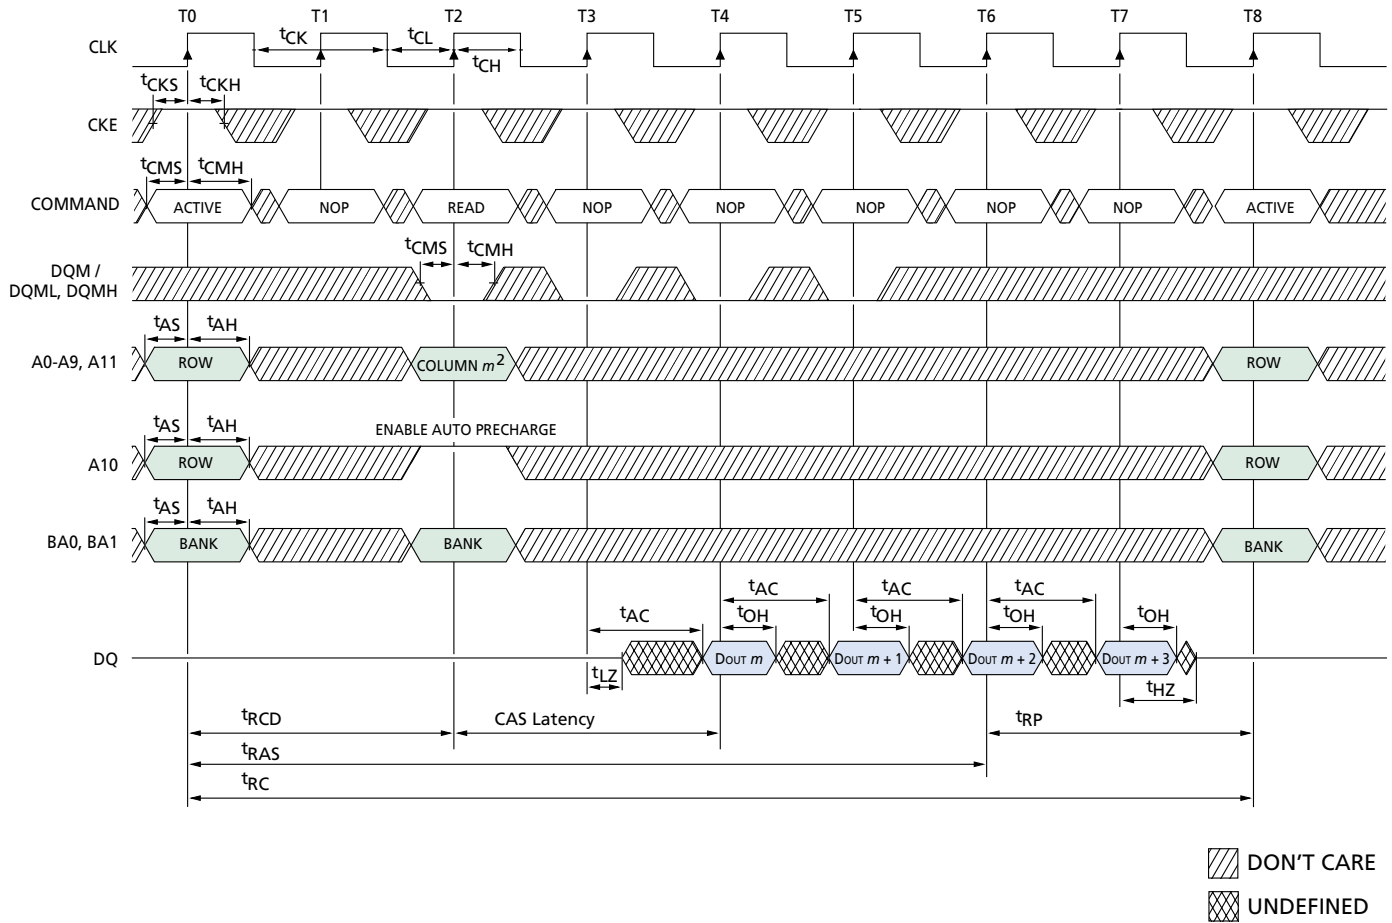 T0 T1 T2 T3 T4 T5 T6 T7 T8
CLK
tCK tCL
tCH
tCKS tCKH
CKE
tCMS tCMH
COMMAND ACTIVE NOP READ NOP NOP NOP NOP NOP ACTIVE
tCMS tCMH
DQM /
DQML, DQMH
tAS tAH
A0-A9, A11 ROW COLUMN m2 ROW
ENABLE AUTO PRECHARGE
tAS tAH
A10 ROW ROW
tAS tAH
BA0, BA1 BANK BANK BANK
tAC tAC tAC
tAC tOH tOH tOH tOH
DQ DOUT m DOUT m + 1 DOUT m + 2 DOUT m + 3
tLZ tHZ
tRCD CAS Latency tRP
tRAS
tRC
DON'T CARE
UNDEFINED